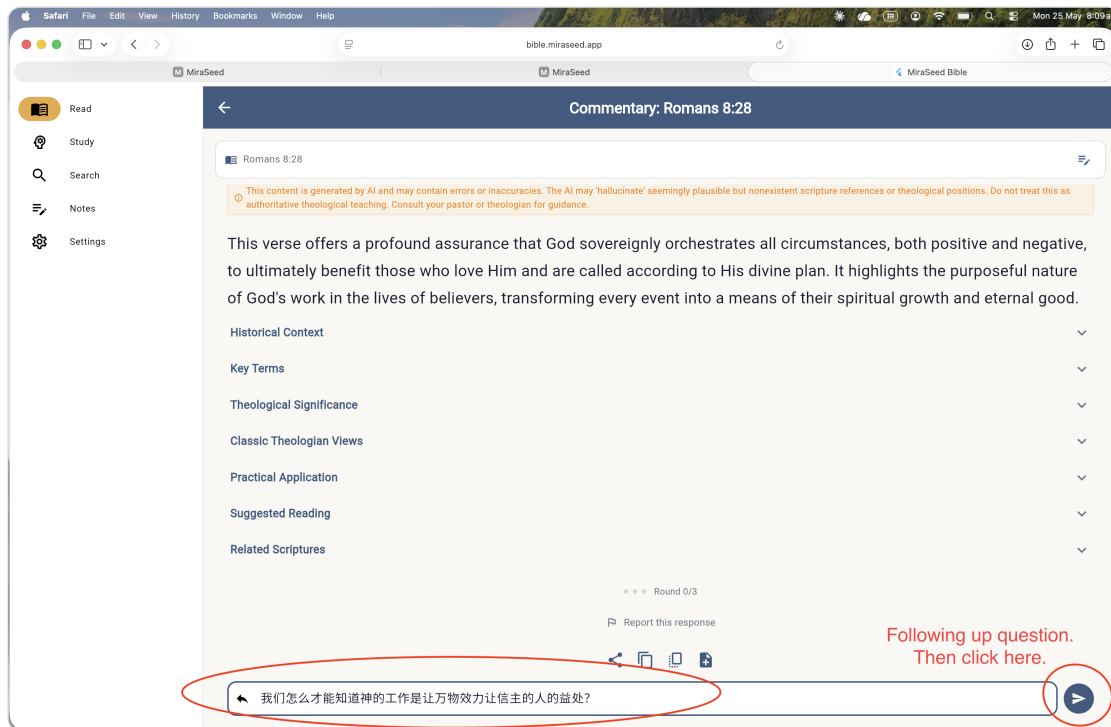 Safari File Edit View History Bookmarks Window Help
Mon 25 May 8:09a
bible.miraseed.app
M MiraSeed
M MiraSeed
MiraSeed Bible
Read
Study
Search
Notes
Settings
Commentary: Romans 8:28
Romans 8:28
This content is generated by AI and may contain errors or inaccuracies. The AI may 'hallucinate' seemingly plausible but nonexistent scripture references or theological positions. Do not treat this as
authoritative theological teaching. Consult your pastor or theologian for guidance.
This verse offers a profound assurance that God sovereignly orchestrates all circumstances, both positive and negative,
to ultimately benefit those who love Him and are called according to His divine plan. It highlights the purposeful nature
of God's work in the lives of believers, transforming every event into a means of their spiritual growth and eternal good.
Historical Context
Key Terms
Theological Significance
Classic Theologian Views
Practical Application
Suggested Reading
Related Scriptures
Round 0/3
Report this response
Following up question.
Then click here.
我们怎么才能知道神的工作是让万物效力让信主的人的益处？